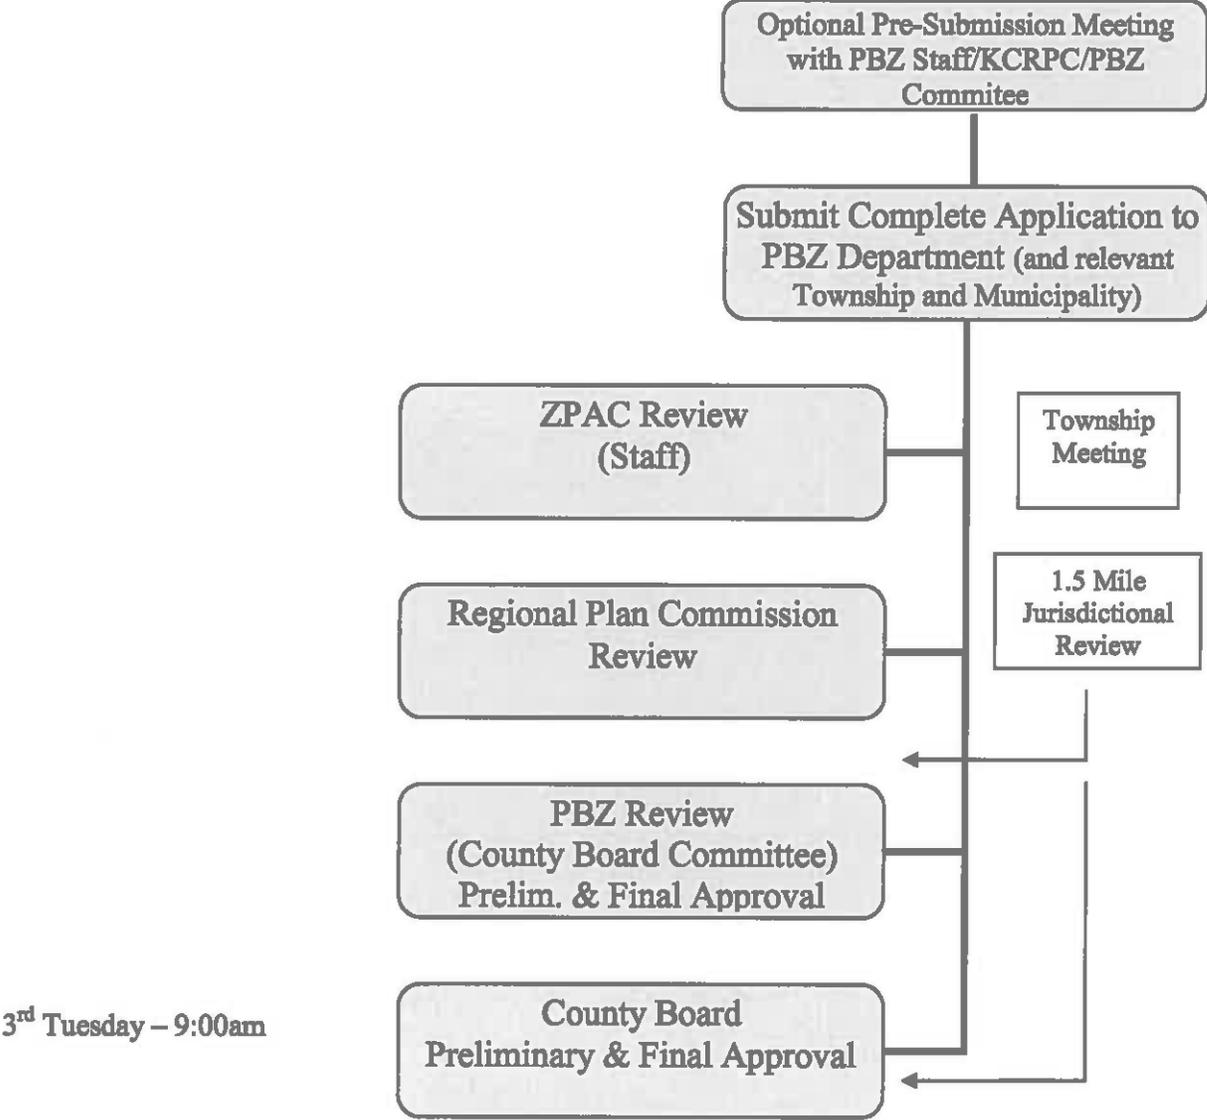 Optional Pre-Submission Meeting
with PBZ Staff/KCRPC/PBZ
Commitee
Submit Complete Application to
PBZ Department (and relevant
Township and Municipality)
ZPAC Review
(Staff)
Township
Meeting
1.5 Mile
Jurisdictional
Review
Regional Plan Commission
Review
PBZ Review
(County Board Committee)
Prelim. & Final Approval
3rd Tuesday – 9:00am
County Board
Preliminary & Final Approval